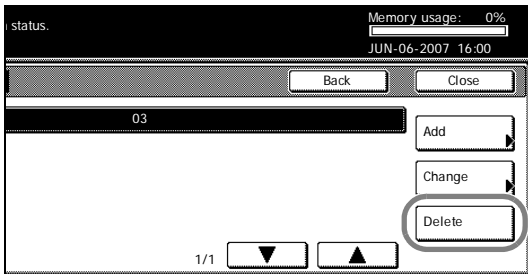 status.
Memory usage: 0%
JUN-06-2007 16:00
Back
Close
03
Add
Change
Delete
1/1